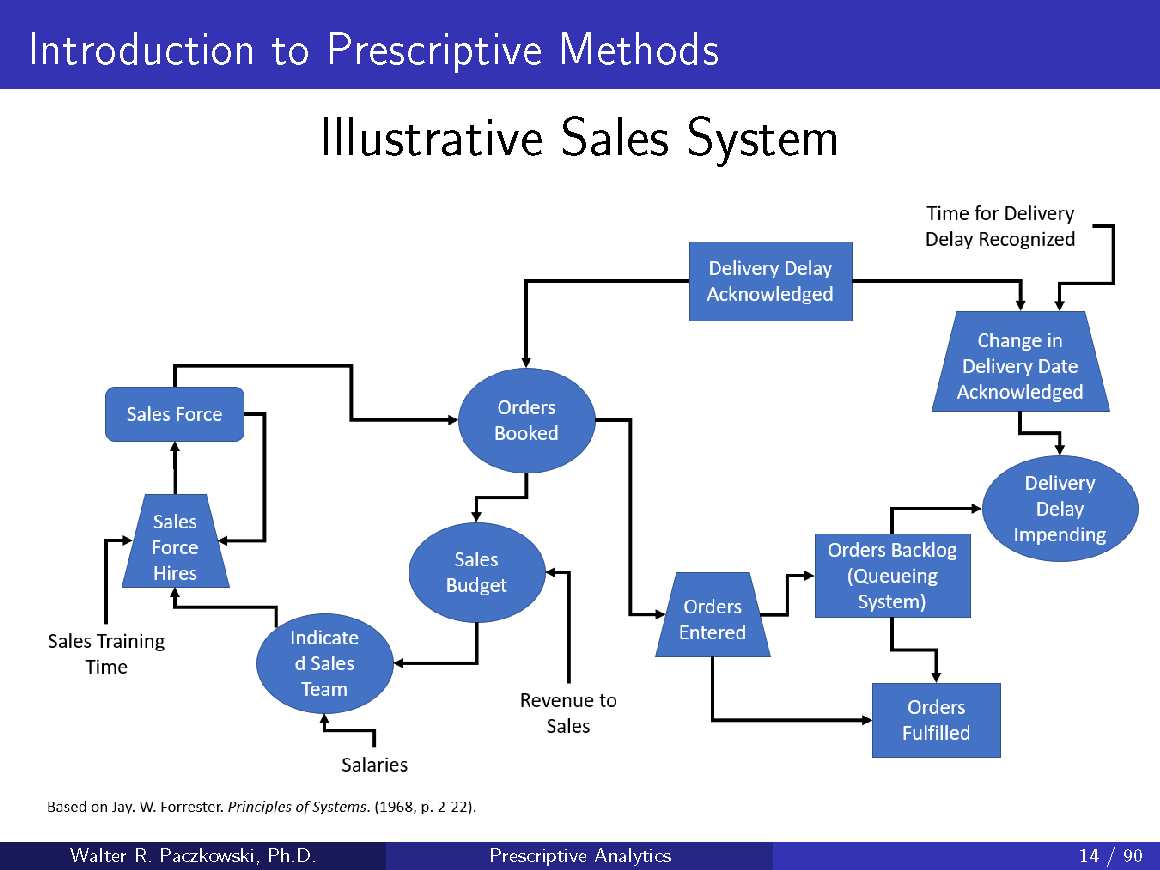 Introduction to Prescriptive Methods
Illustrative Sales System
Time for Delivery
Delay Recognized
Delivery Delay
Acknowledged
Change in
Delivery Date
Acknowledged
Sales Force
Orders
Booked
Delivery
Delay
Impending
Sales
Force
Hires
Sales
Budget
Orders Backlog
(Queueing
System)
Orders
Entered
Sales Training
Time
Indicate
d Sales
Team
Revenue to
Sales
Orders
Fulfilled
Salaries
Based on Jay. W. Forrester. Principles of Systems. (1968, p. 2 22).
Walter R. Paczkowski, Ph.D.
Prescriptive Analytics
14 / 90